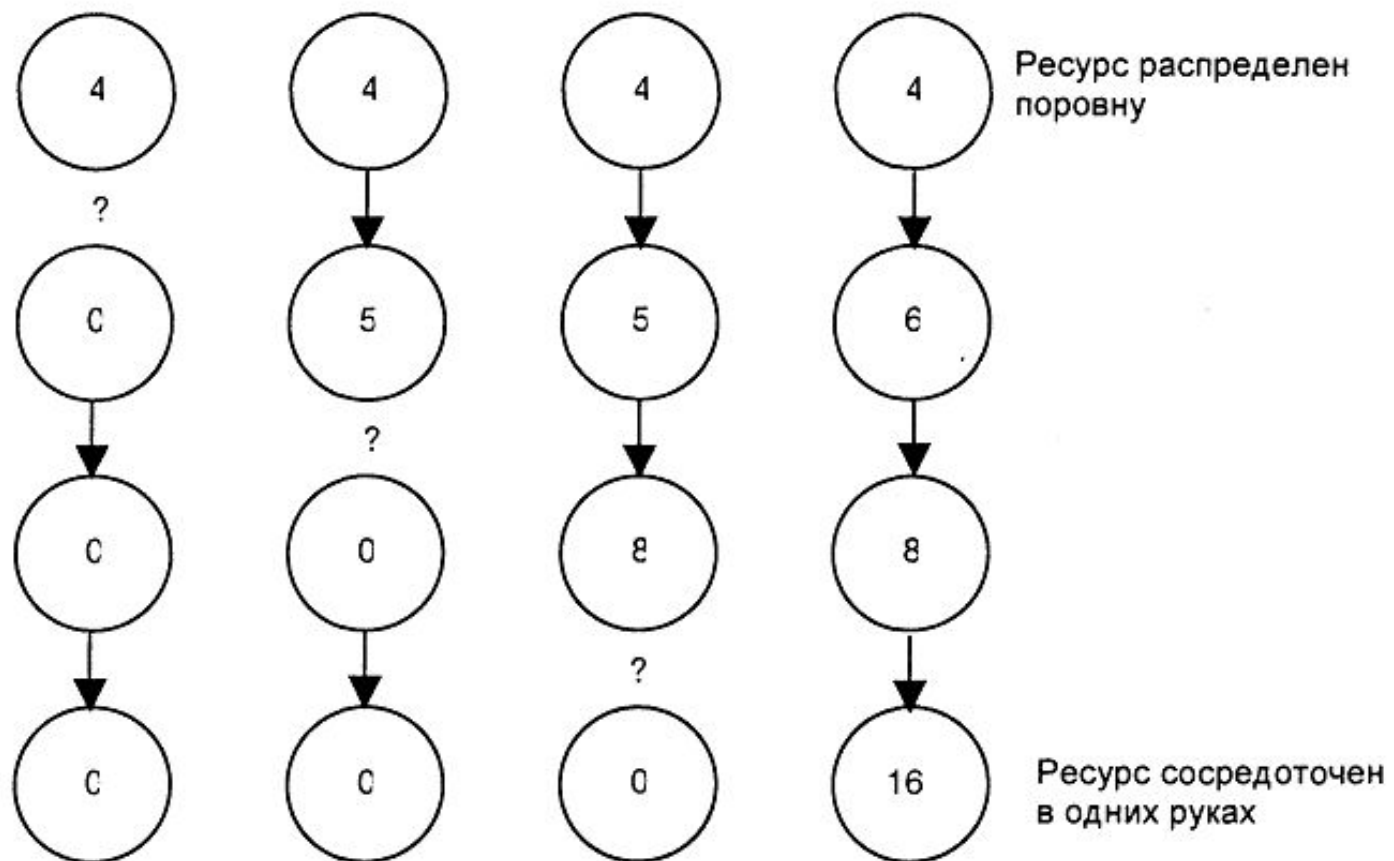 4 4 4 4 Ресурс распределен
поровну
?
0 5 5 6
?
0 0 8 8
?
0 0 0 16 Ресурс сосредоточен
в одних руках